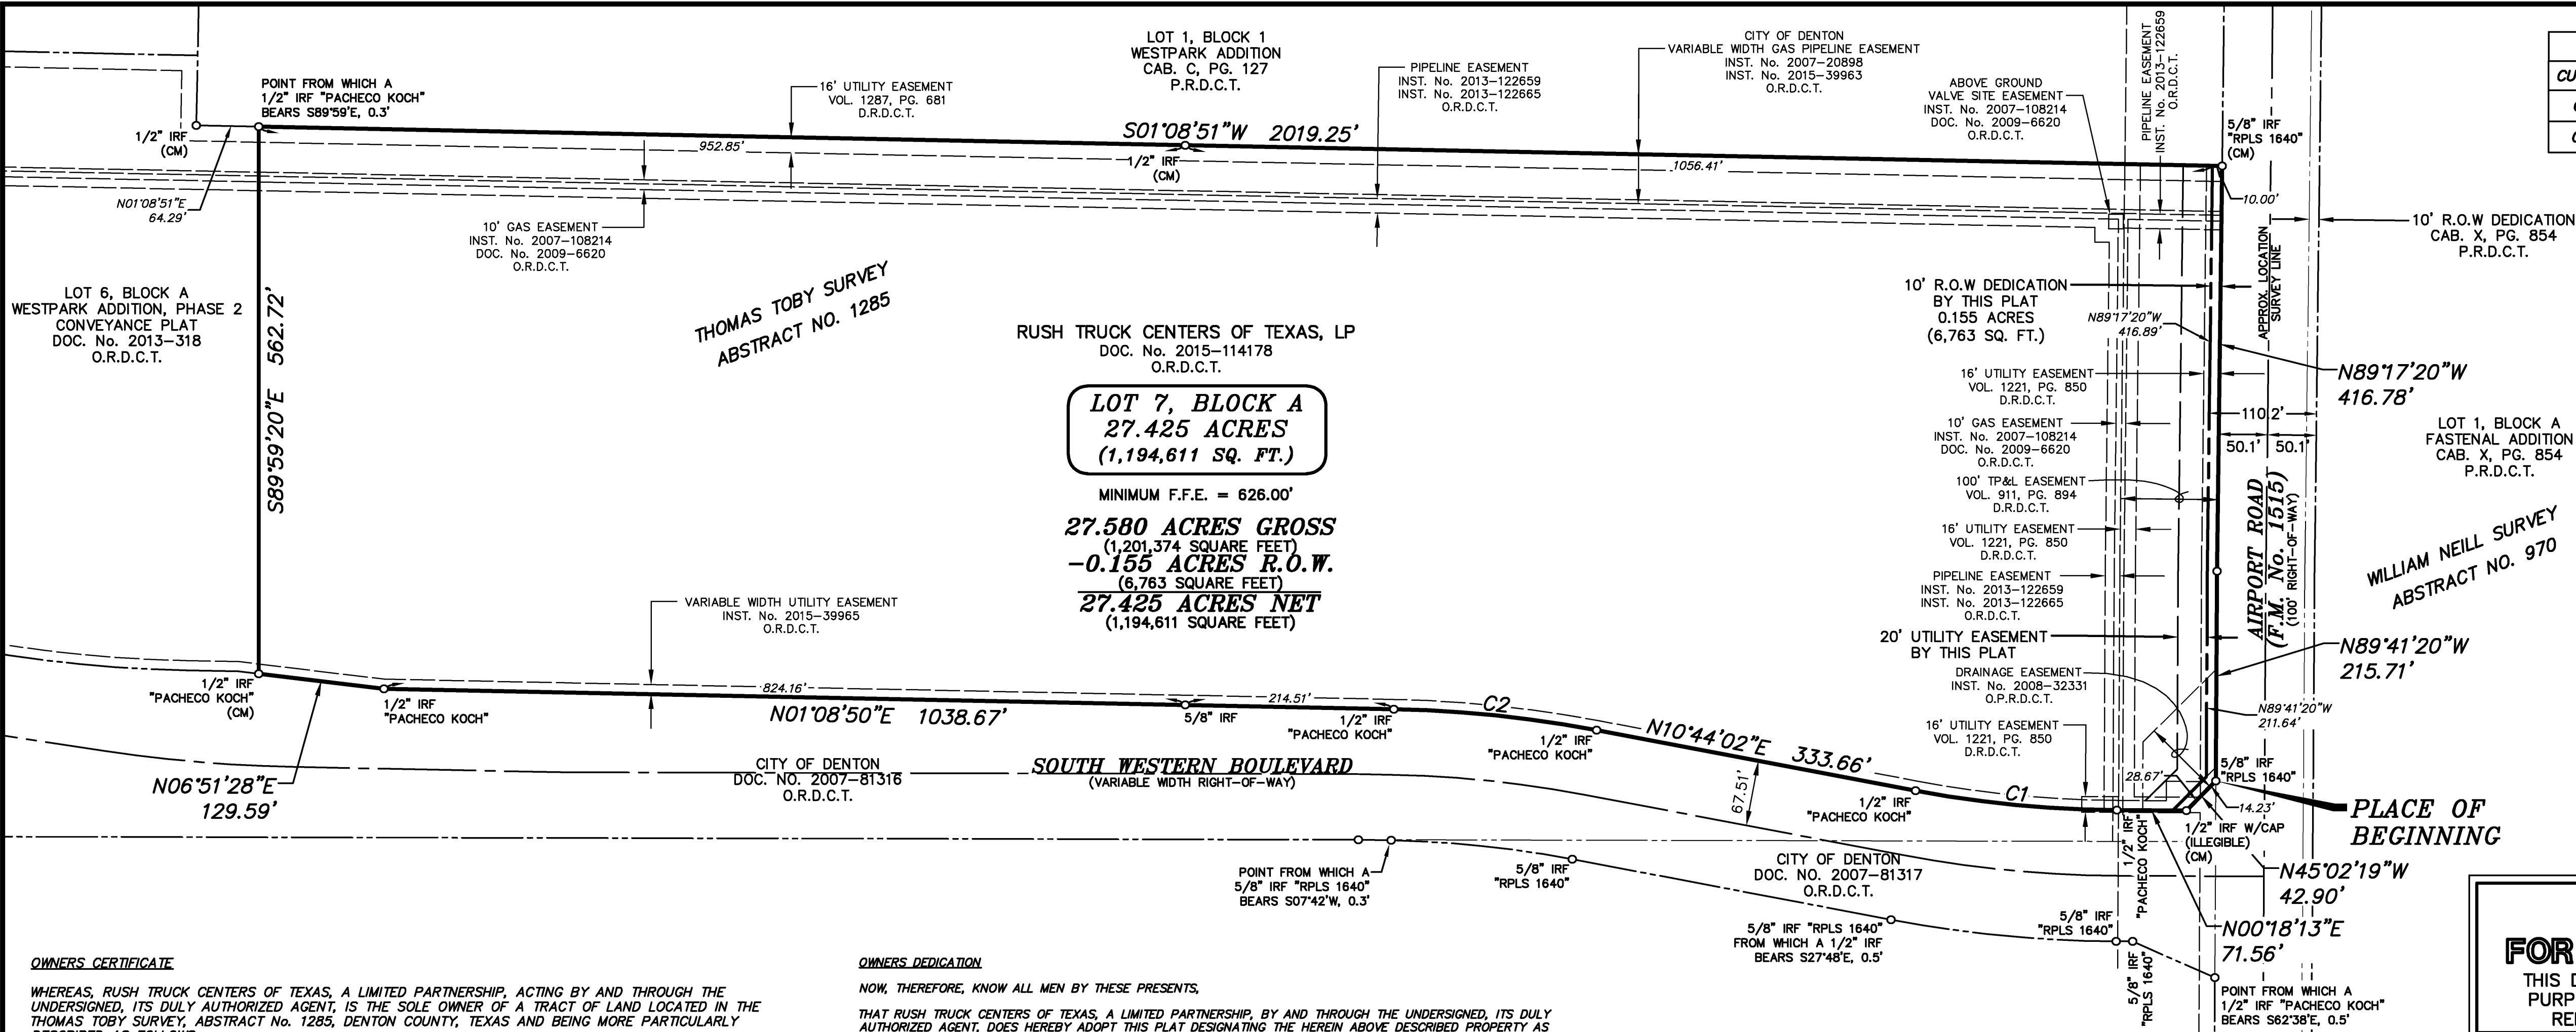 LOT 1, BLOCK 1
WESTPARK ADDITION
CAB. C, PG. 127
P.R.D.C.T.
POINT FROM WHICH A
1/2" IRF "PACHECO KOCH"
BEARS S89°59'E, 0.3'
1/2" IRF
(CM)
N01°08'51"E
64.29'
16' UTILITY EASEMENT
VOL. 1287, PG. 681
D.R.D.C.T.
952.85'
S01°08'51"W 2019.25'
1/2" IRF
(CM)
PIPELINE EASEMENT
INST. No. 2013-122659
INST. No. 2013-122665
O.R.D.C.T.
CITY OF DENTON
VARIABLE WIDTH GAS PIPELINE EASEMENT
INST. No. 2007-20898
INST. No. 2015-39963
O.R.D.C.T.
1056.41'
ABOVE GROUND
VALVE SITE EASEMENT
INST. No. 2007-108214
DOC. No. 2009-6620
O.R.D.C.T.
PIPELINE EASEMENT
INST. No. 2013-122659
O.R.D.C.T.
5/8" IRF
"RPLS 1640"
(CM)
10.00'
10' R.O.W DEDICATION
CAB. X, PG. 854
P.R.D.C.T.
10' GAS EASEMENT
INST. No. 2007-108214
DOC. No. 2009-6620
O.R.D.C.T.
LOT 6, BLOCK A
WESTPARK ADDITION, PHASE 2
CONVEYANCE PLAT
DOC. No. 2013-318
O.R.D.C.T.
S89°59'20"E 562.72'
THOMAS TOBY SURVEY
ABSTRACT NO. 1285
RUSH TRUCK CENTERS OF TEXAS, LP
DOC. No. 2015-114178
O.R.D.C.T.
LOT 7, BLOCK A
27.425 ACRES
(1,194,611 SQ. FT.)
MINIMUM F.F.E. = 626.00'
27.580 ACRES GROSS
(1,201,374 SQUARE FEET)
-0.155 ACRES R.O.W.
(6,763 SQUARE FEET)
27.425 ACRES NET
(1,194,611 SQUARE FEET)
10' R.O.W DEDICATION
BY THIS PLAT
0.155 ACRES
(6,763 SQ. FT.)
N89°17'20"W
416.89'
APPROX. LOCATION
SURVEY LINE
N89°17'20"W
416.78'
16' UTILITY EASEMENT
VOL. 1221, PG. 850
D.R.D.C.T.
110.2'
50.1'
50.1'
LOT 1, BLOCK A
FASTENAL ADDITION
CAB. X, PG. 854
P.R.D.C.T.
10' GAS EASEMENT
INST. No. 2007-108214
DOC. No. 2009-6620
O.R.D.C.T.
100' TP&L EASEMENT
VOL. 911, PG. 894
D.R.D.C.T.
AIRPORT ROAD
(F.M. No. 1515)
(100' RIGHT-OF-WAY)
WILLIAM NEILL SURVEY
ABSTRACT NO. 970
16' UTILITY EASEMENT
VOL. 1221, PG. 850
D.R.D.C.T.
PIPELINE EASEMENT
INST. No. 2013-122659
INST. No. 2013-122665
O.R.D.C.T.
20' UTILITY EASEMENT
BY THIS PLAT
N89°41'20"W
215.71'
DRAINAGE EASEMENT
INST. No. 2008-32331
O.P.R.D.C.T.
N89°41'20"W
211.64'
16' UTILITY EASEMENT
VOL. 1221, PG. 850
D.R.D.C.T.
28.67'
5/8" IRF
"RPLS 1640"
14.23'
PLACE OF
BEGINNING
VARIABLE WIDTH UTILITY EASEMENT
INST. No. 2015-39965
O.R.D.C.T.
1/2" IRF
"PACHECO KOCH"
(CM)
1/2" IRF
"PACHECO KOCH"
N06°51'28"E
129.59'
824.16'
N01°08'50"E 1038.67'
5/8" IRF
214.51'
1/2" IRF
"PACHECO KOCH"
C2
1/2" IRF
"PACHECO KOCH"
N10°44'02"E 333.66'
67.51'
1/2" IRF
"PACHECO KOCH"
C1
1/2" IRF
"PACHECO KOCH"
1/2" IRF W/CAP
(ILLEGIBLE)
(CM)
N45°02'19"W
42.90'
N00°18'13"E
71.56'
CITY OF DENTON
DOC. NO. 2007-81316
O.R.D.C.T.
SOUTH WESTERN BOULEVARD
(VARIABLE WIDTH RIGHT-OF-WAY)
POINT FROM WHICH A
5/8" IRF "RPLS 1640"
BEARS S07°42'W, 0.3'
5/8" IRF
"RPLS 1640"
CITY OF DENTON
DOC. NO. 2007-81317
O.R.D.C.T.
5/8" IRF "RPLS 1640"
FROM WHICH A 1/2" IRF
BEARS S27°48'E, 0.5'
5/8" IRF
"RPLS 1640"
5/8" IRF
"RPLS 1640"
POINT FROM WHICH A
1/2" IRF "PACHECO KOCH"
BEARS S62°38'E, 0.5'
FOR
THIS
PURP
OWNERS CERTIFICATE
WHEREAS, RUSH TRUCK CENTERS OF TEXAS, A LIMITED PARTNERSHIP, ACTING BY AND THROUGH THE
UNDERSIGNED, ITS DULY AUTHORIZED AGENT, IS THE SOLE OWNER OF A TRACT OF LAND LOCATED IN THE
THOMAS TOBY SURVEY, ABSTRACT No. 1285, DENTON COUNTY, TEXAS AND BEING MORE PARTICULARLY
OWNERS DEDICATION
NOW, THEREFORE, KNOW ALL MEN BY THESE PRESENTS,
THAT RUSH TRUCK CENTERS OF TEXAS, A LIMITED PARTNERSHIP, BY AND THROUGH THE UNDERSIGNED, ITS DULY
AUTHORIZED AGENT, DOES HEREBY ADOPT THIS PLAT DESIGNATING THE HEREIN ABOVE DESCRIBED PROPERTY AS